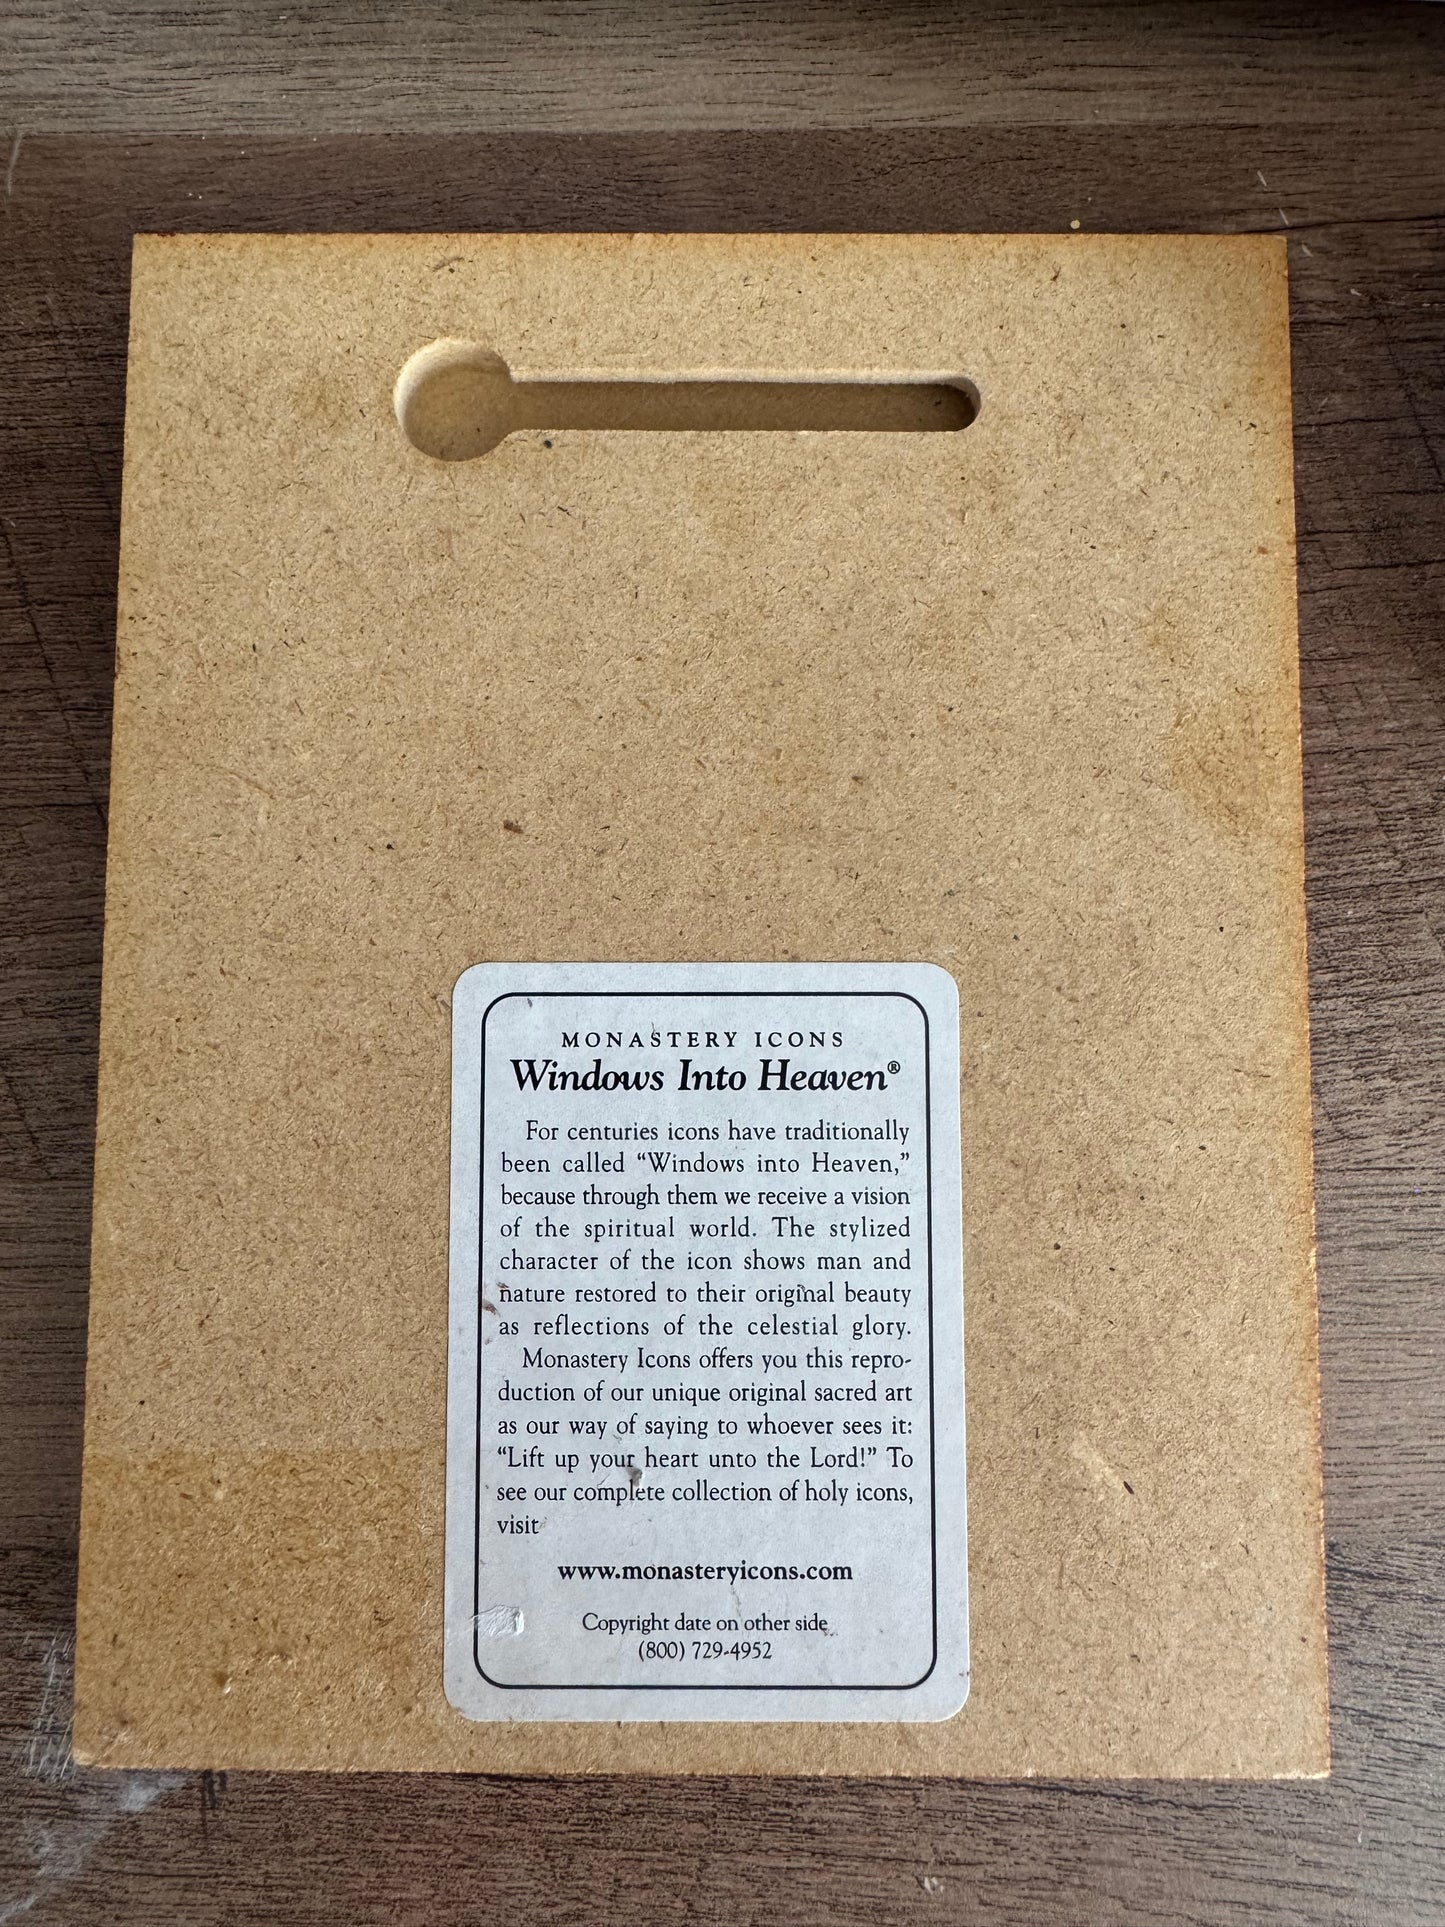 MONASTERY ICONS
Windows Into Heaven®
For centuries icons have traditionally
been called “Windows into Heaven,”
because through them we receive a vision
of the spiritual world. The stylized
character of the icon shows man and
nature restored to their original beauty
as reflections of the celestial glory.
Monastery Icons offers you this repro-
duction of our unique original sacred art
as our way of saying to whoever sees it:
“Lift up your heart unto the Lord!” To
see our complete collection of holy icons,
visit
www.monasteryicons.com
Copyright date on other side
(800) 729-4952